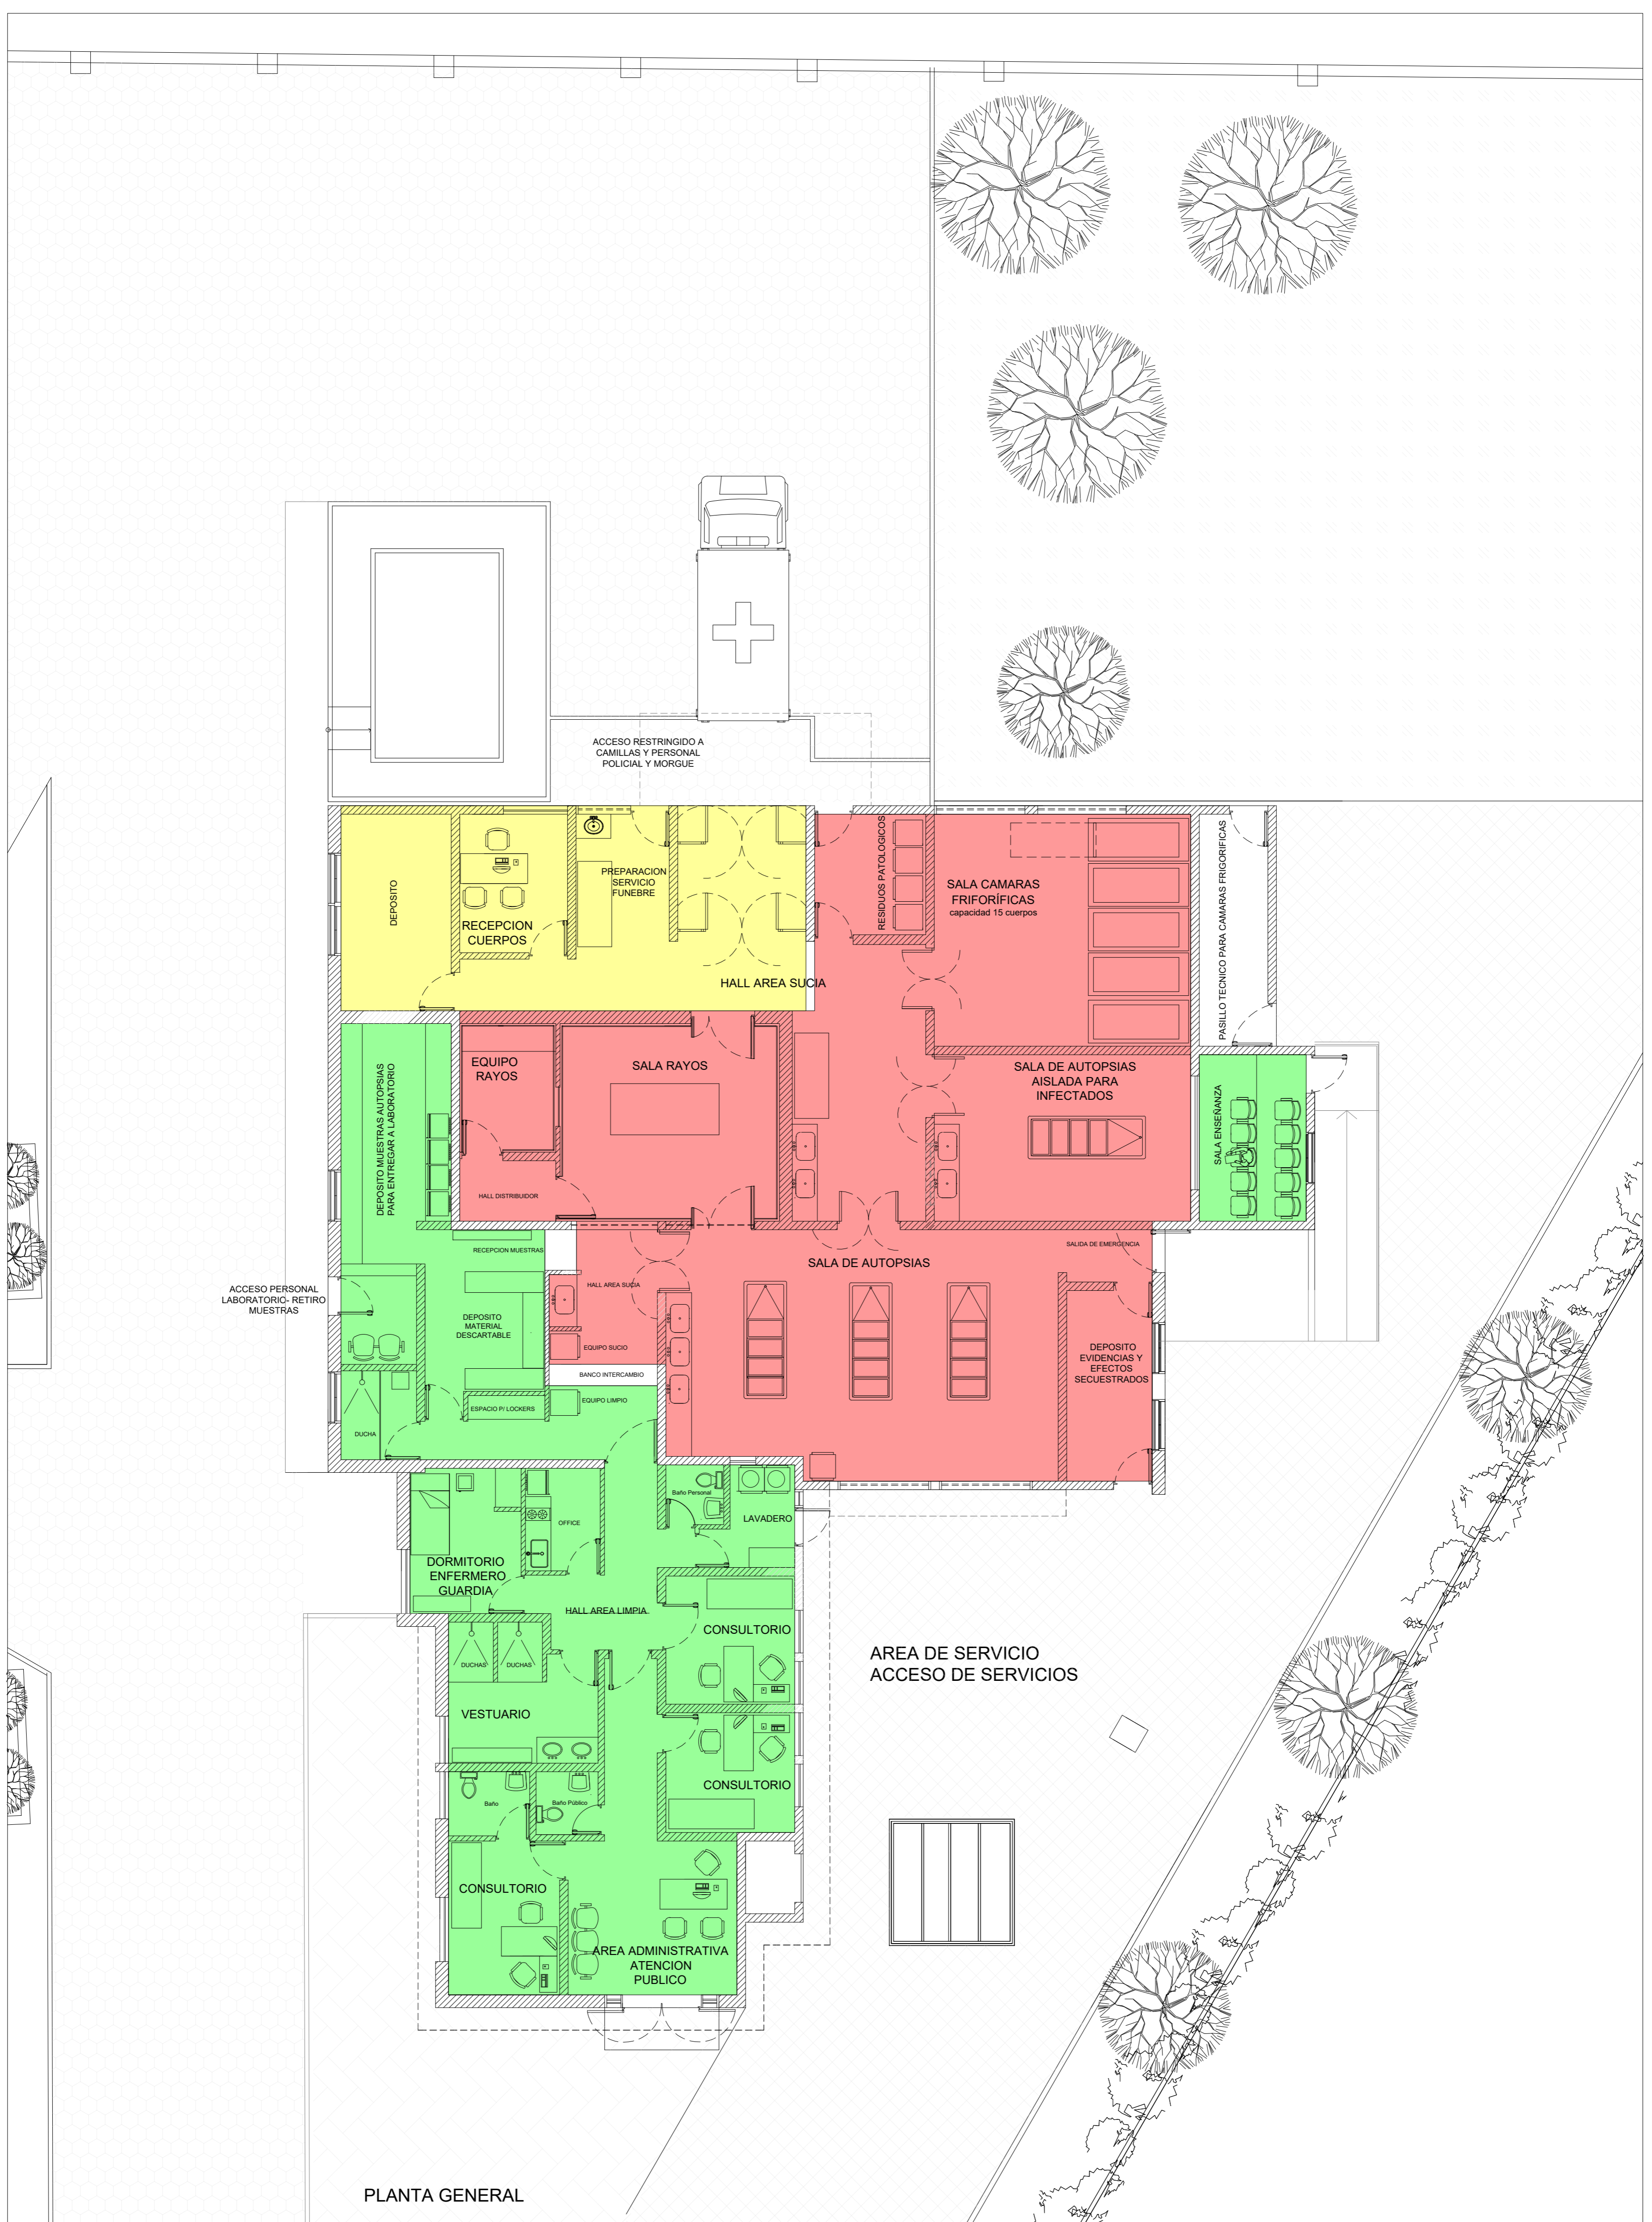 ACCESO RESTRINGIDO A
CAMILLAS Y PERSONAL
POLICIAL Y MORGUE
DEPOSITO
RECEPCION
CUERPOS
PREPARACION
SERVICIO
FUNEBRE
HALL AREA SUCIA
RESIDUOS PATOLOGICOS
SALA CAMARAS
FRIFORÍFICAS
capacidad 15 cuerpos
PASILLO TECNICO PARA CAMARAS FRIGORIFICAS
DEPOSITO MUESTRAS AUTOPSIAS
PARA ENTREGAR A LABORATORIO
EQUIPO
RAYOS
SALA RAYOS
HALL DISTRIBUIDOR
SALA DE AUTOPSIAS
AISLADA PARA
INFECTADOS
SALA ENSEÑANZA
RECEPCION MUESTRAS
HALL AREA SUCIA
SALA DE AUTOPSIAS
SALIDA DE EMERGENCIA
ACCESO PERSONAL
LABORATORIO- RETIRO
MUESTRAS
DEPOSITO
MATERIAL
DESCARTABLE
EQUIPO SUCIO
BANCO INTERCAMBIO
DEPOSITO
EVIDENCIAS Y
EFECTOS
SECUESTRADOS
ESPACIO P/ LOCKERS
EQUIPO LIMPIO
DUCHA
Baño Personal
LAVADERO
OFFICE
DORMITORIO
ENFERMERO
GUARDIA
HALL AREA LIMPIA
CONSULTORIO
DUCHAS
DUCHAS
VESTUARIO
CONSULTORIO
Baño
Baño Público
CONSULTORIO
AREA ADMINISTRATIVA
ATENCION
PUBLICO
AREA DE SERVICIO
ACCESO DE SERVICIOS
PLANTA GENERAL